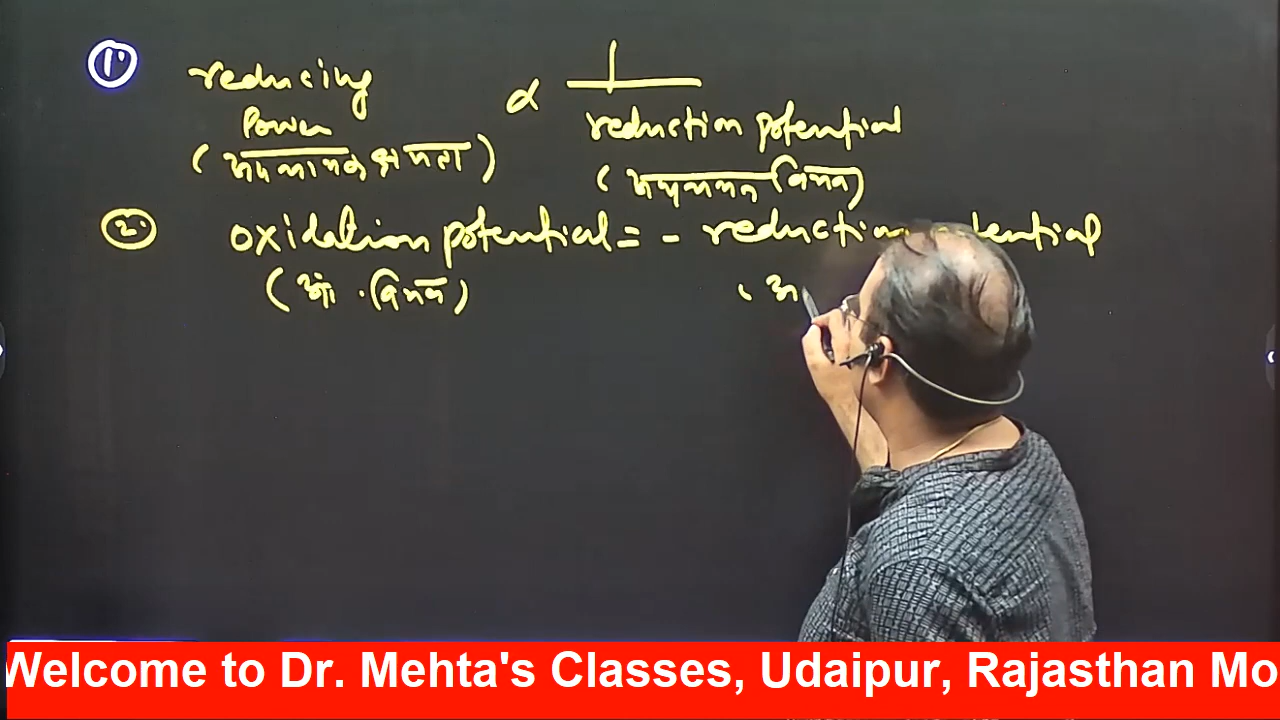 1.
reducing
Power
∝
1
reduction potential
(अपचायक क्षमता)
(अपचयन विभव)
2.
oxidation potential = - reduction potential
(ऑ. विभव)
(अ
Welcome to Dr. Mehta's Classes, Udaipur, Rajasthan Mo